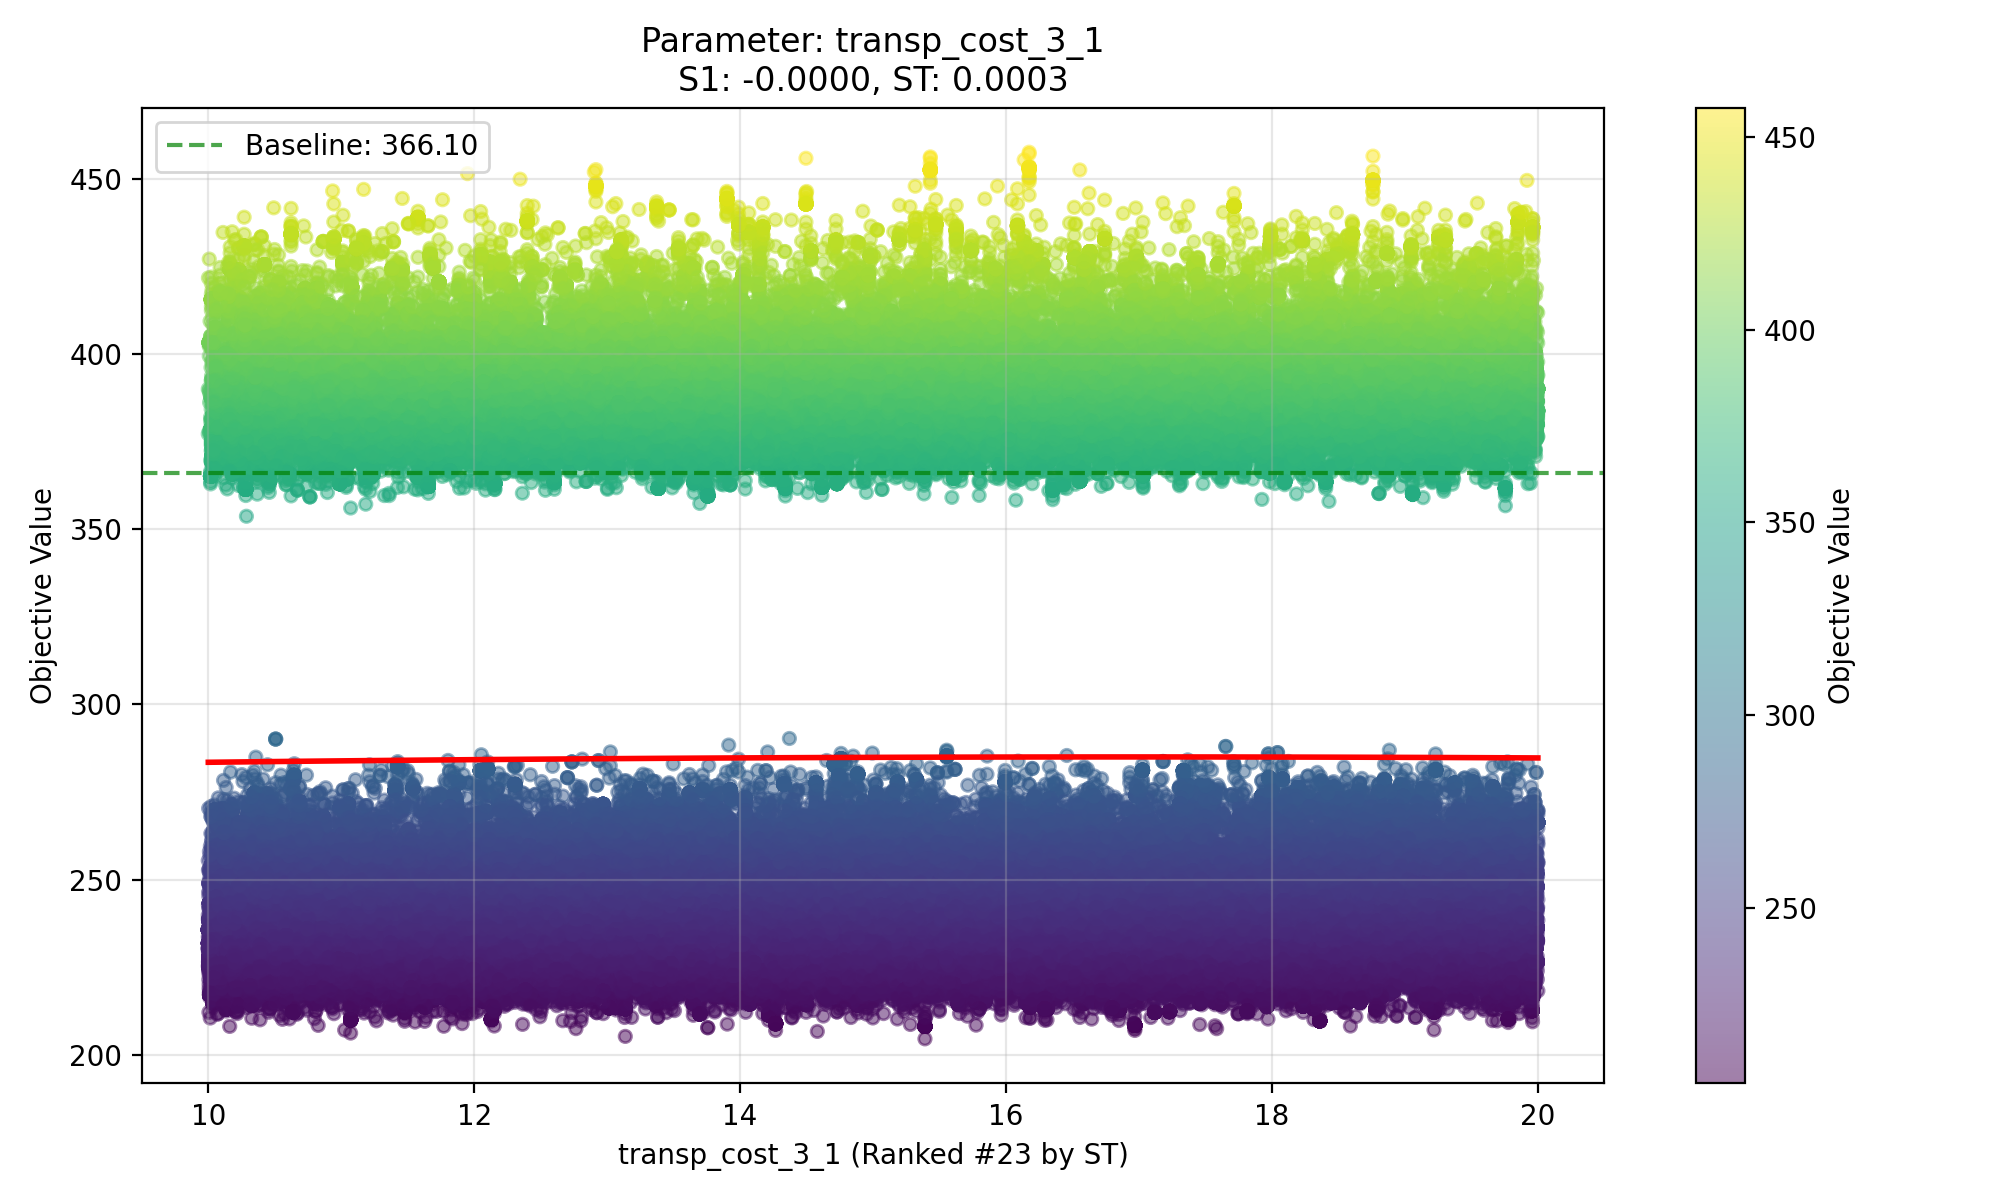 Parameter: transp_cost_3_1
S1: -0.0000, ST: 0.0003
Baseline: 366.10
Objective Value
450
400
350
300
250
200
10
12
14
16
18
20
transp_cost_3_1 (Ranked #23 by ST)
450
400
350
300
250
Objective Value